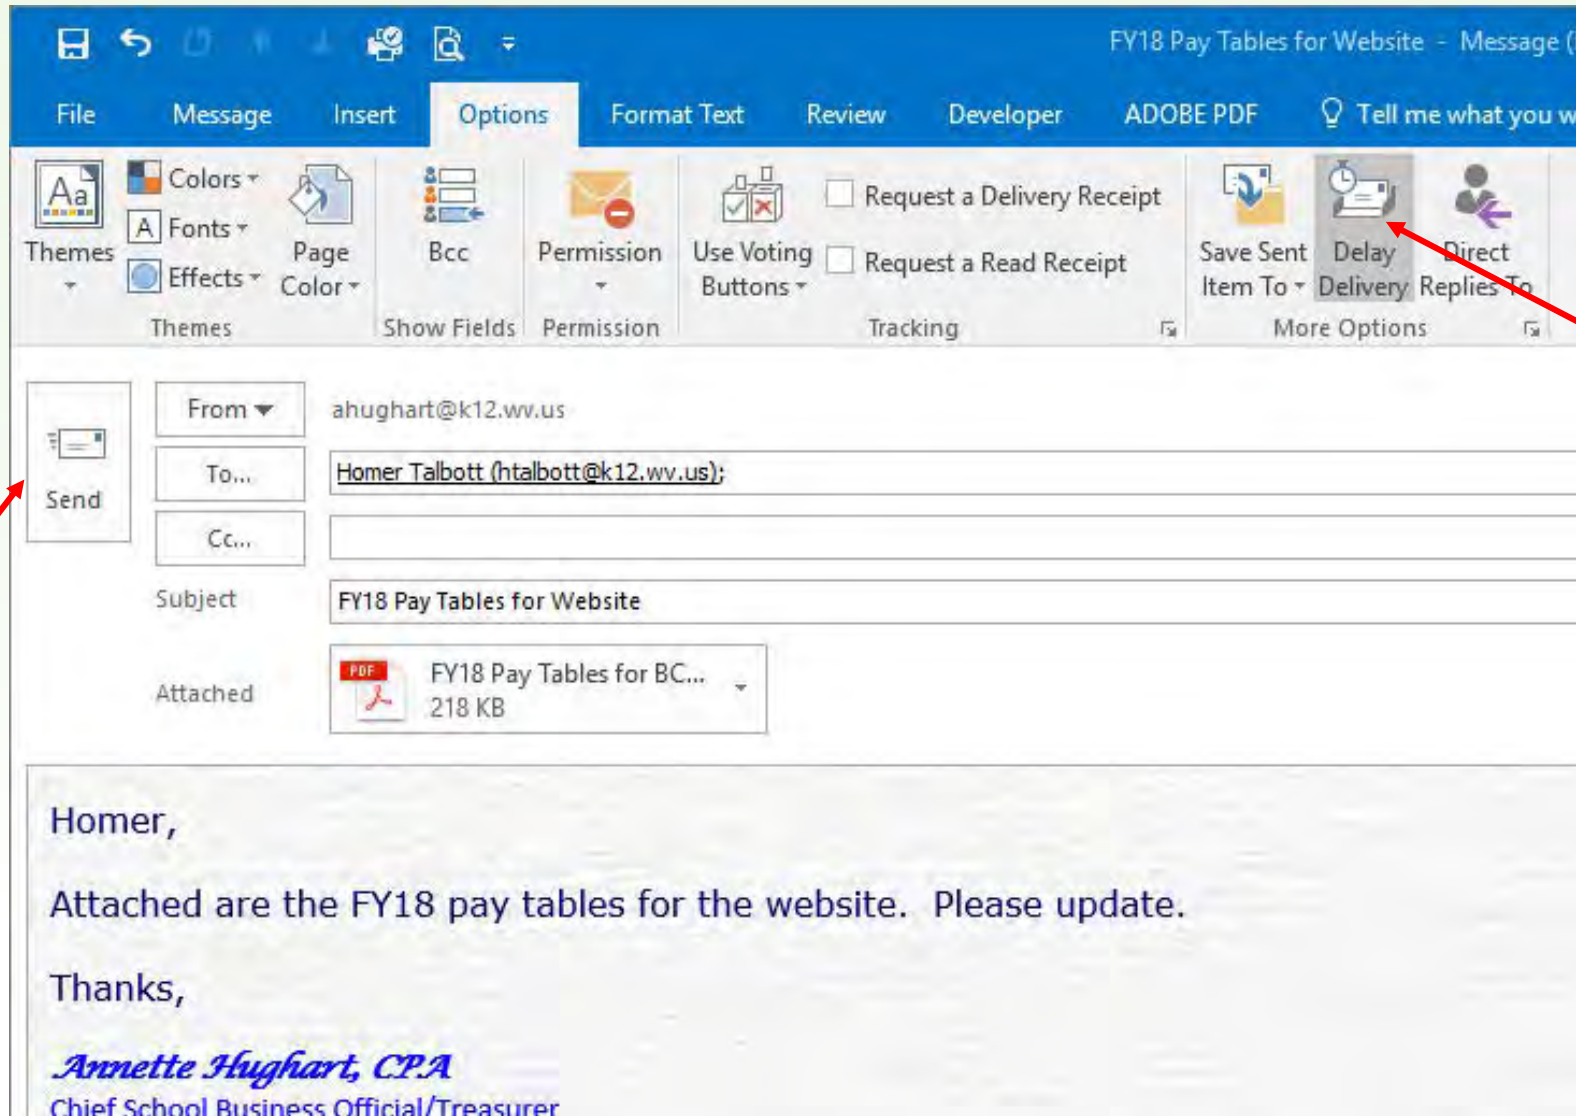 FY18 Pay Tables for Website - Message (
File Message Insert Options Format Text Review Developer ADOBE PDF Tell me what you w
Aa Colors
A Fonts
Effects
Themes
Page
Color
Themes
Bcc
Show Fields
Permission
Permission
Use Voting
Buttons
Request a Delivery Receipt
Request a Read Receipt
Tracking
Save Sent
Item To
Delay
Delivery
Direct
Replies To
More Options
Send
From ahughart@k12.wv.us
To... Homer Talbott (htalbott@k12.wv.us);
Cc...
Subject FY18 Pay Tables for Website
Attached PDF FY18 Pay Tables for BC...
218 KB
Homer,
Attached are the FY18 pay tables for the website. Please update.
Thanks,
Annette Hughart, CPA
Chief School Business Official/Treasurer